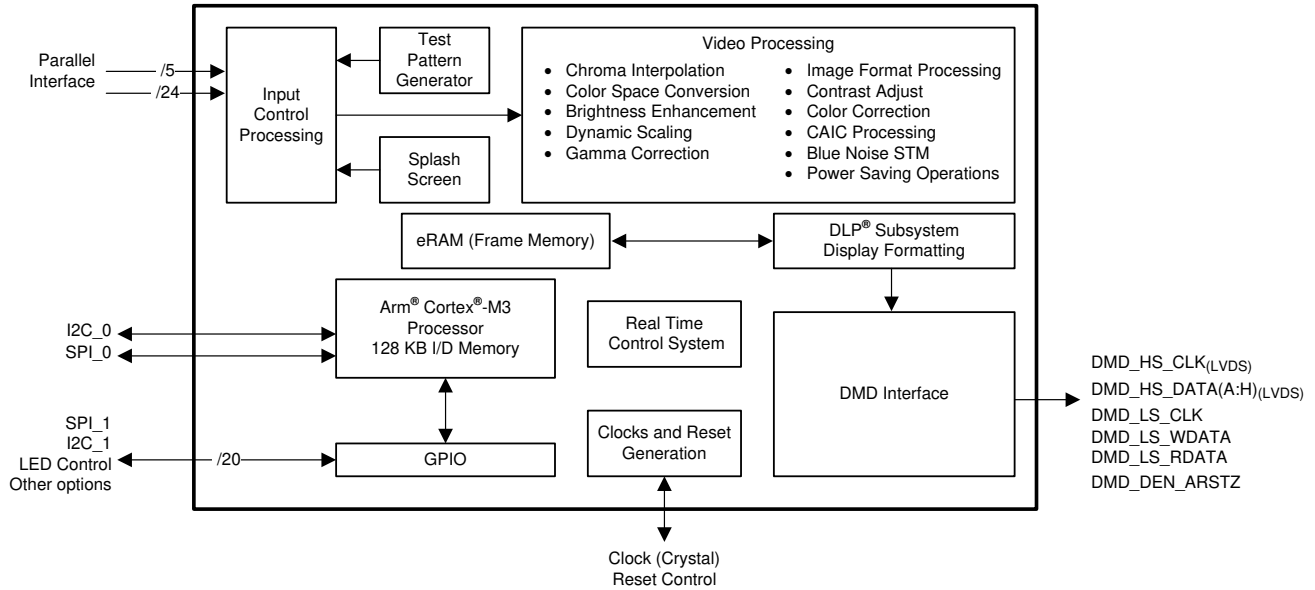 Parallel
Interface
/5
/24
Input
Control
Processing
Test
Pattern
Generator
Splash
Screen
Video Processing
• Chroma Interpolation
• Color Space Conversion
• Brightness Enhancement
• Dynamic Scaling
• Gamma Correction
• Image Format Processing
• Contrast Adjust
• Color Correction
• CAIC Processing
• Blue Noise STM
• Power Saving Operations
eRAM (Frame Memory)
DLP® Subsystem
Display Formatting
I2C_0
SPI_0
Arm® Cortex®-M3
Processor
128 KB I/D Memory
Real Time
Control System
DMD Interface
DMD_HS_CLK(LVDS)
DMD_HS_DATA(A:H)(LVDS)
DMD_LS_CLK
DMD_LS_WDATA
DMD_LS_RDATA
DMD_DEN_ARSTZ
SPI_1
I2C_1
LED Control
Other options
/20
GPIO
Clocks and Reset
Generation
Clock (Crystal)
Reset Control